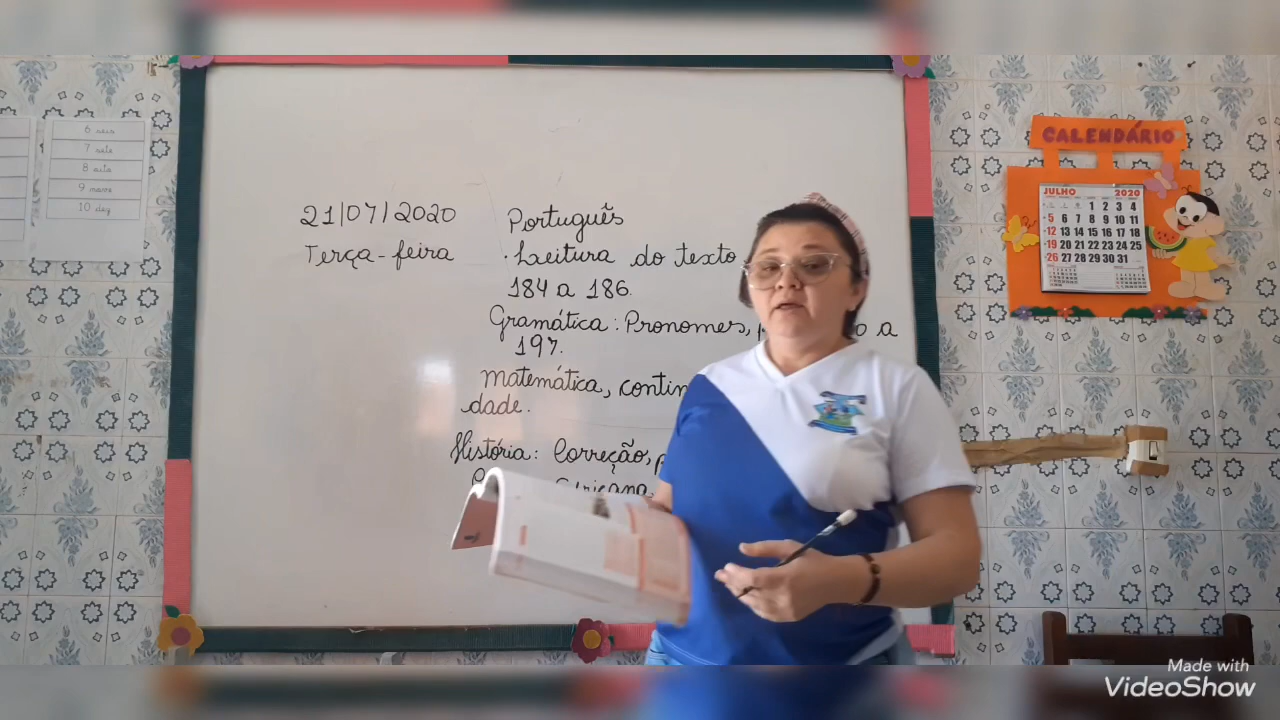 6 seis
7 sete
8 oito
9 nove
10 dez
21/07/2020
Terça-feira
Português
• Leitura do texto
184 a 186.
Gramática: Pronomes, a
197.
matemática, contin
dade.
História: Correção, p
CALENDÁRIO
JULHO 2020
1 2 3 4
5 6 7 8 9 10 11
12 13 14 15 16 17 18
19 20 21 22 23 24 25
26 27 28 29 30 31
Made with
VideoShow